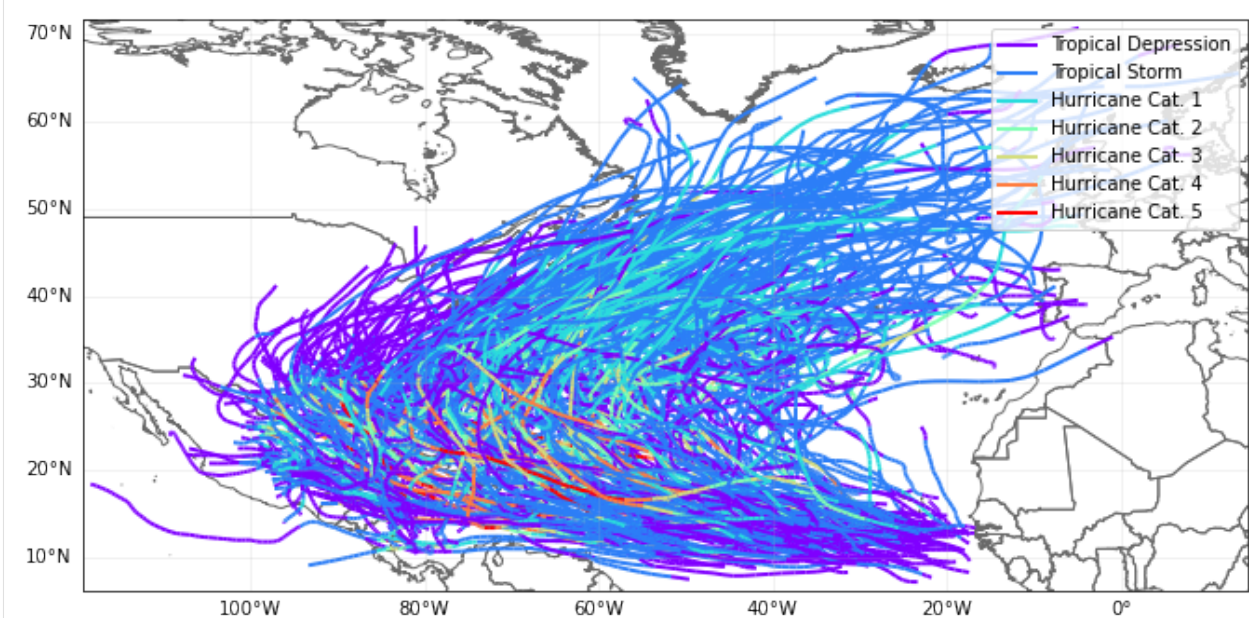 70°N
60°N
50°N
40°N
30°N
20°N
10°N
Tropical Depression
Tropical Storm
Hurricane Cat. 1
Hurricane Cat. 2
Hurricane Cat. 3
Hurricane Cat. 4
Hurricane Cat. 5
100°W 80°W 60°W 40°W 20°W 0°